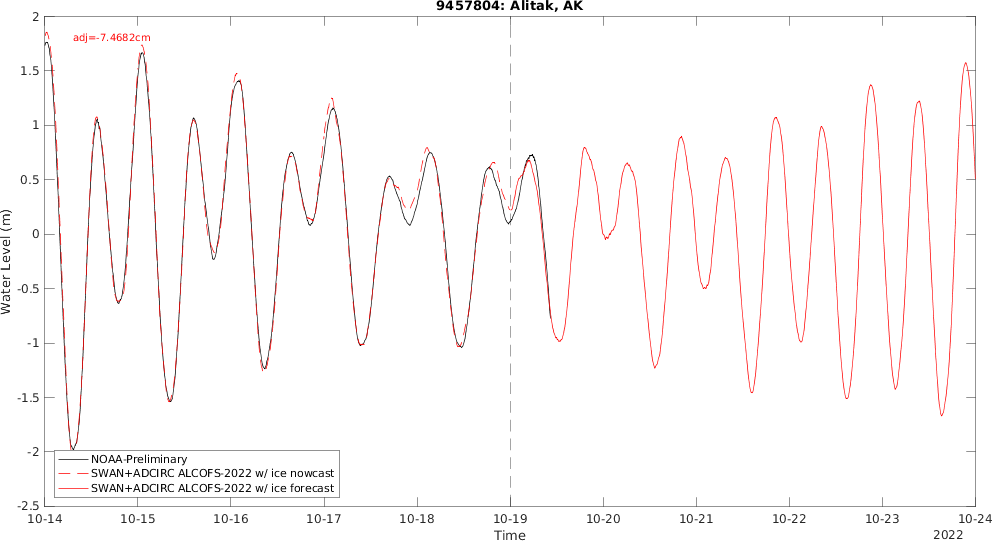 9457804: Alitak, AK
adj=-7.4682cm
2
1.5
1
0.5
0
-0.5
-1
-1.5
-2
-2.5
Water Level (m)
NOAA-Preliminary
SWAN+ADCIRC ALCOFS-2022 w/ ice nowcast
SWAN+ADCIRC ALCOFS-2022 w/ ice forecast
10-14 10-15 10-16 10-17 10-18 10-19 10-20 10-21 10-22 10-23 10-24
Time
2022